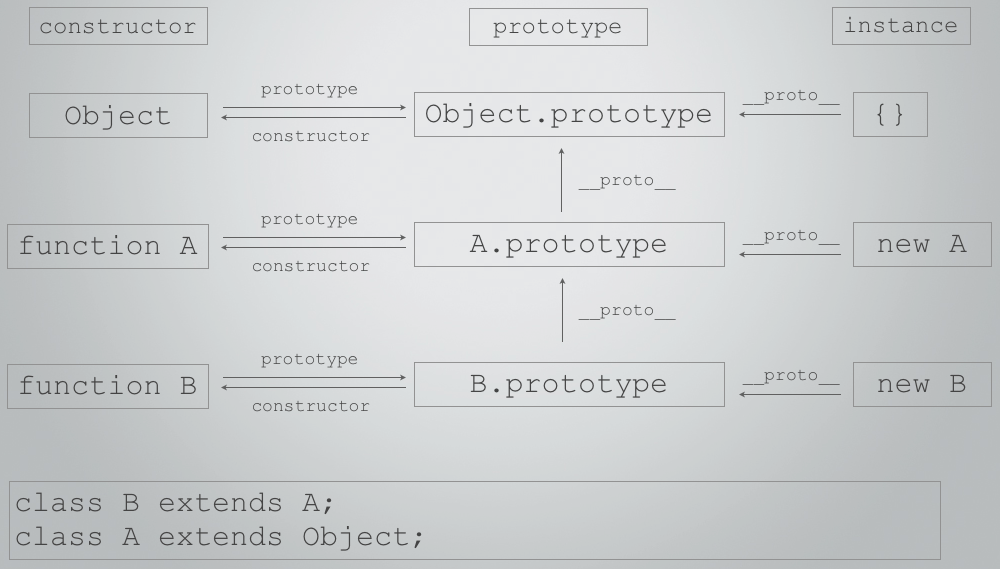 constructor
prototype
instance
prototype
__proto__
Object
Object.prototype
{}
constructor
__proto__
prototype
__proto__
function A
A.prototype
new A
constructor
__proto__
prototype
__proto__
function B
B.prototype
new B
constructor
class B extends A;
class A extends Object;